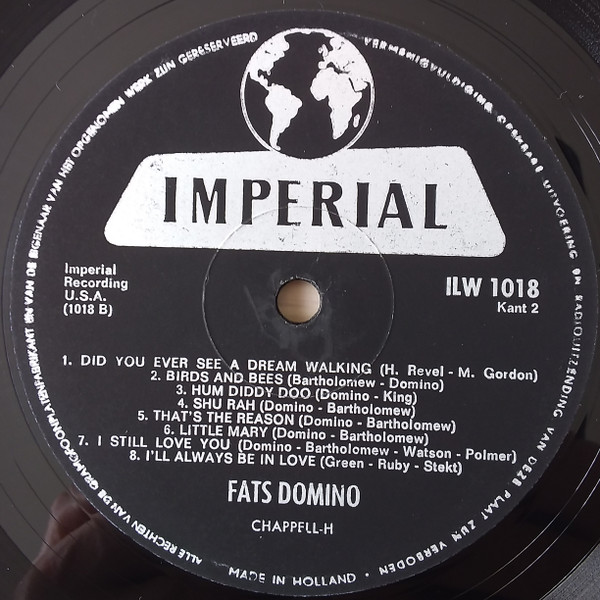 ALLE RECHTEN VAN DE GRAMOFOONPLATENFABRIKANT EN VAN DE EIGENAAR VAN HET OPGENOMEN WERK ZIJN GERESERVEERD
VERMENIGVULDIGING OPENBARE UITVOERING EN RADIOUITZENDING VAN DEZE PLAAT ZIJN VERBODEN
IMPERIAL
Imperial
Recording
U.S.A.
(1018 B)
ILW 1018
Kant 2
1. DID YOU EVER SEE A DREAM WALKING (H. Revel - M. Gordon)
2. BIRDS AND BEES (Bartholomew - Domino)
3. HUM DIDDY DOO (Domino - King)
4. SHU RAH (Domino - Bartholomew)
5. THAT'S THE REASON (Domino - Bartholomew)
6. LITTLE MARY (Domino - Bartholomew)
7. I STILL LOVE YOU (Domino - Bartholomew - Watson - Polmer)
8. I'LL ALWAYS BE IN LOVE (Green - Ruby - Stekt)
FATS DOMINO
CHAPPELL-H
MADE IN HOLLAND •